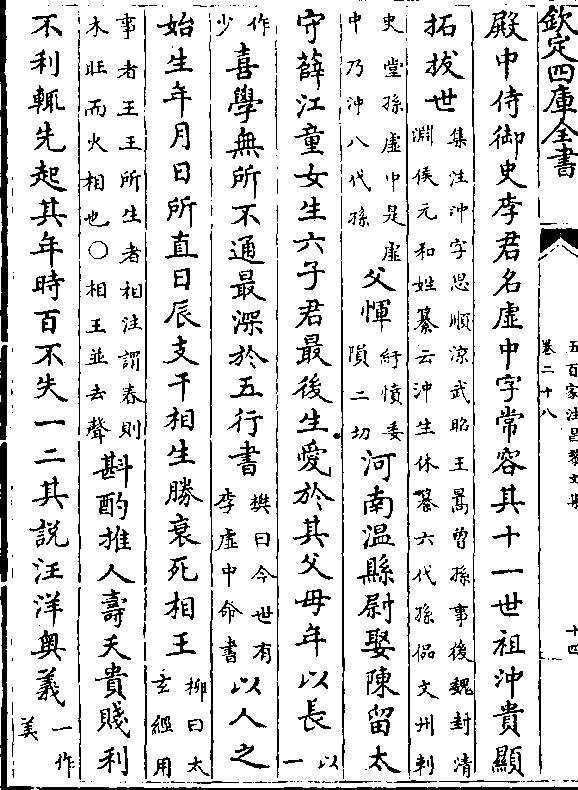 欽定四庫全書
五百家注昌黎文集
卷二十八
十四
殿中侍御史李君名虛中字常容其十一世祖沖貴顯
拓拔世集注沖字思順涼武昭王暠曾孫事後魏封清
淵侯元和姓纂云沖生休纂六代孫偘文州刺
史堂孫虛中是虛
中乃沖八代孫父惲紆憤委
隕二切河南溫縣尉娶陳留太
守薛江童女生六子君最後生愛於其父母年以長以
一
作
少喜學無所不通最深於五行書樊曰今世有
李虛中命書以人之
始生年月日所直日辰支干相生勝衰死相王柳曰太
玄經用
事者王王所生者相注謂春則
木旺而火相也○相王並去聲斟酌推人壽夭貴賤利
不利輒先起其年時百不失一二其說汪洋奧義一作
美